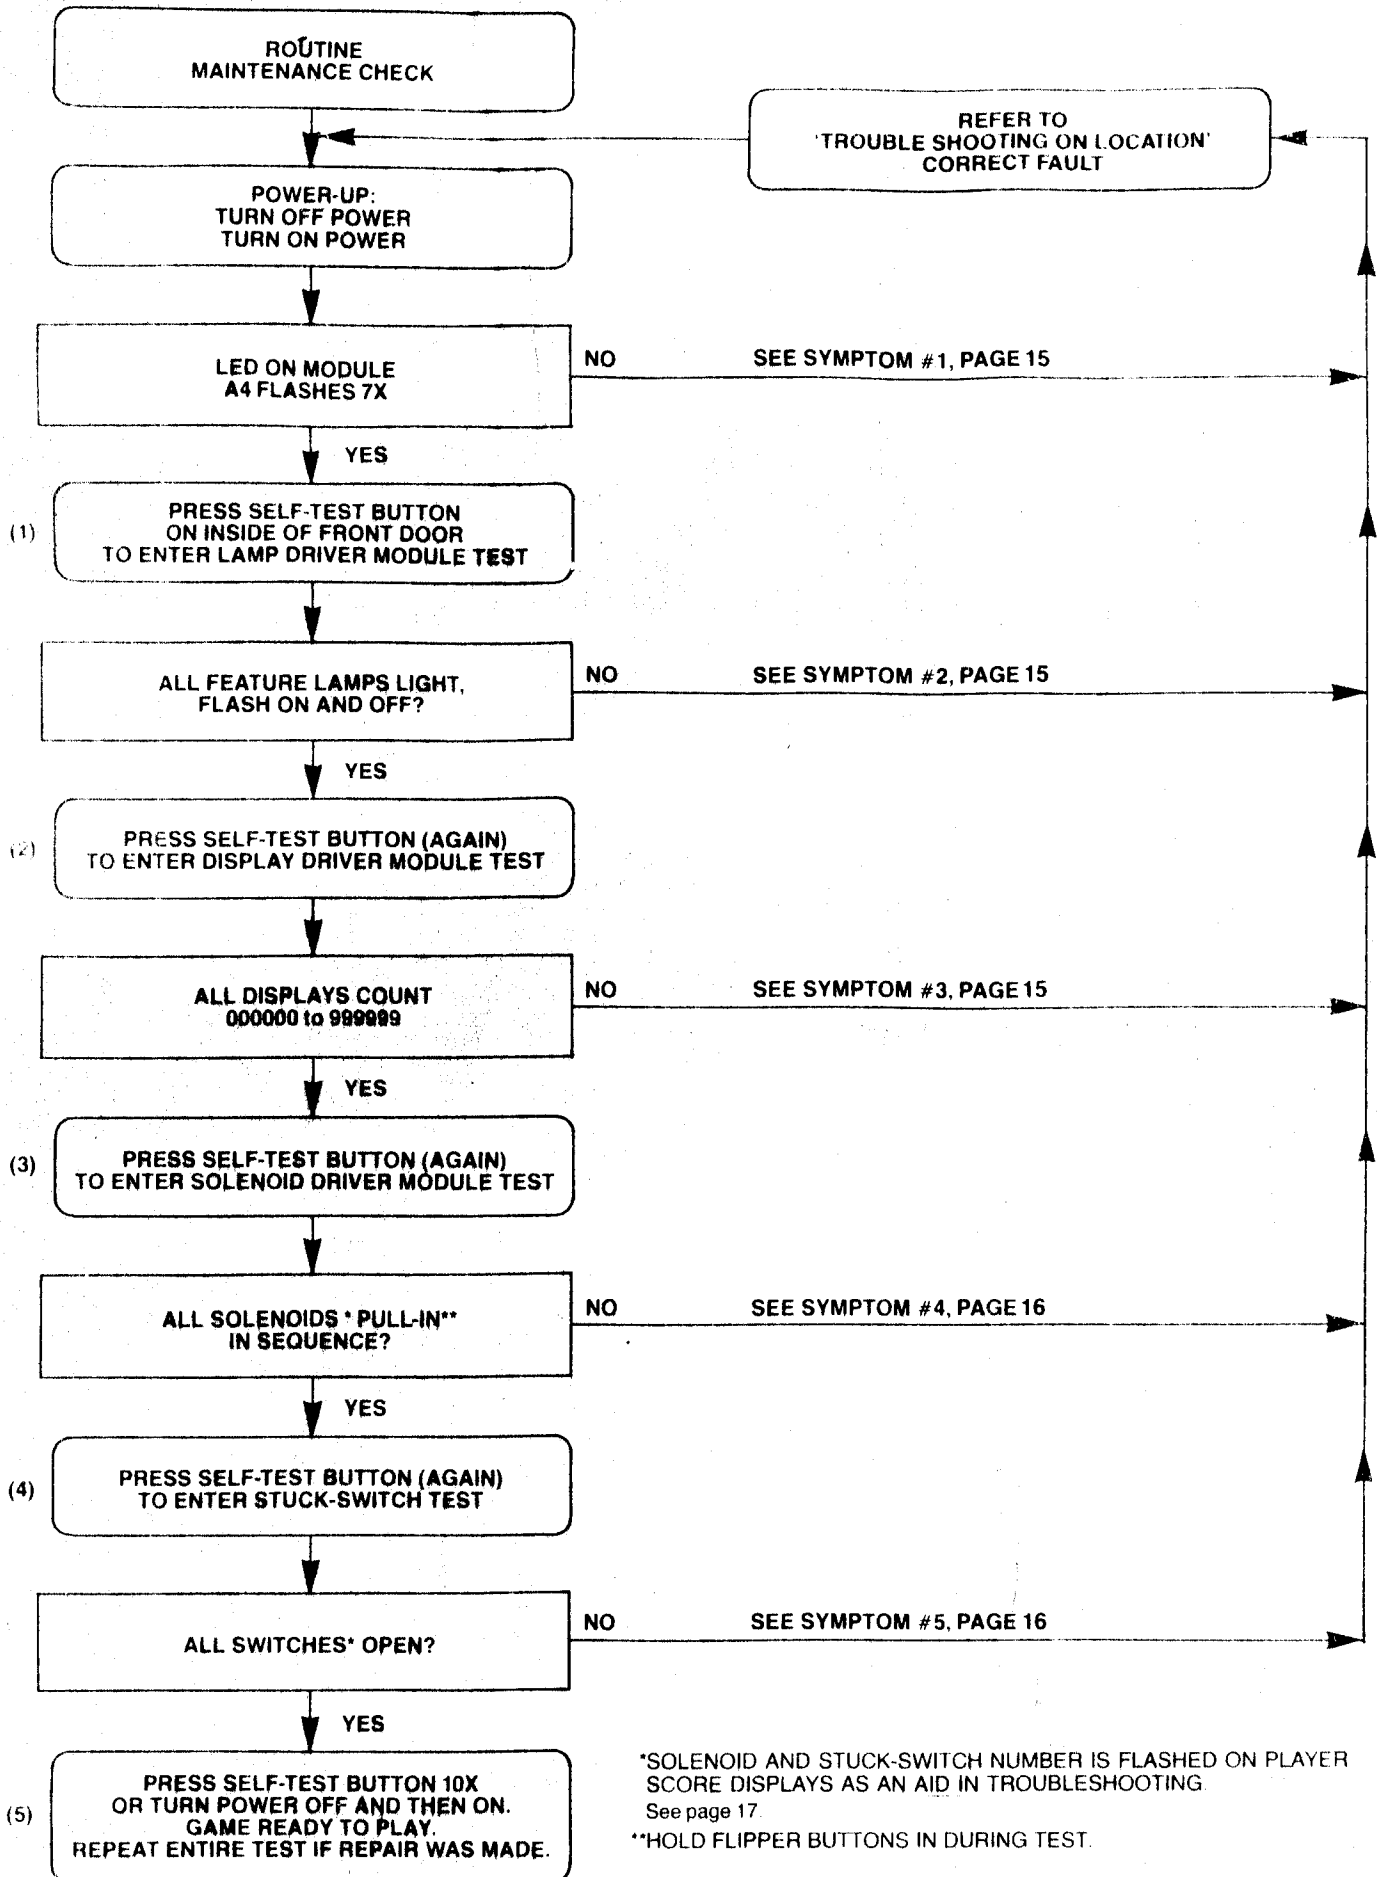 ROUTINE
MAINTENANCE CHECK
REFER TO
'TROUBLE SHOOTING ON LOCATION'
CORRECT FAULT
POWER-UP:
TURN OFF POWER
TURN ON POWER
LED ON MODULE
A4 FLASHES 7X
NO
SEE SYMPTOM #1, PAGE 15
YES
(1)
PRESS SELF-TEST BUTTON
ON INSIDE OF FRONT DOOR
TO ENTER LAMP DRIVER MODULE TEST
ALL FEATURE LAMPS LIGHT,
FLASH ON AND OFF?
NO
SEE SYMPTOM #2, PAGE 15
YES
(2)
PRESS SELF-TEST BUTTON (AGAIN)
TO ENTER DISPLAY DRIVER MODULE TEST
ALL DISPLAYS COUNT
000000 to 999999
NO
SEE SYMPTOM #3, PAGE 15
YES
(3)
PRESS SELF-TEST BUTTON (AGAIN)
TO ENTER SOLENOID DRIVER MODULE TEST
ALL SOLENOIDS * PULL-IN**
IN SEQUENCE?
NO
SEE SYMPTOM #4, PAGE 16
YES
(4)
PRESS SELF-TEST BUTTON (AGAIN)
TO ENTER STUCK-SWITCH TEST
ALL SWITCHES* OPEN?
NO
SEE SYMPTOM #5, PAGE 16
YES
(5)
PRESS SELF-TEST BUTTON 10X
OR TURN POWER OFF AND THEN ON.
GAME READY TO PLAY.
REPEAT ENTIRE TEST IF REPAIR WAS MADE.
*SOLENOID AND STUCK-SWITCH NUMBER IS FLASHED ON PLAYER
SCORE DISPLAYS AS AN AID IN TROUBLESHOOTING.
See page 17.
**HOLD FLIPPER BUTTONS IN DURING TEST.